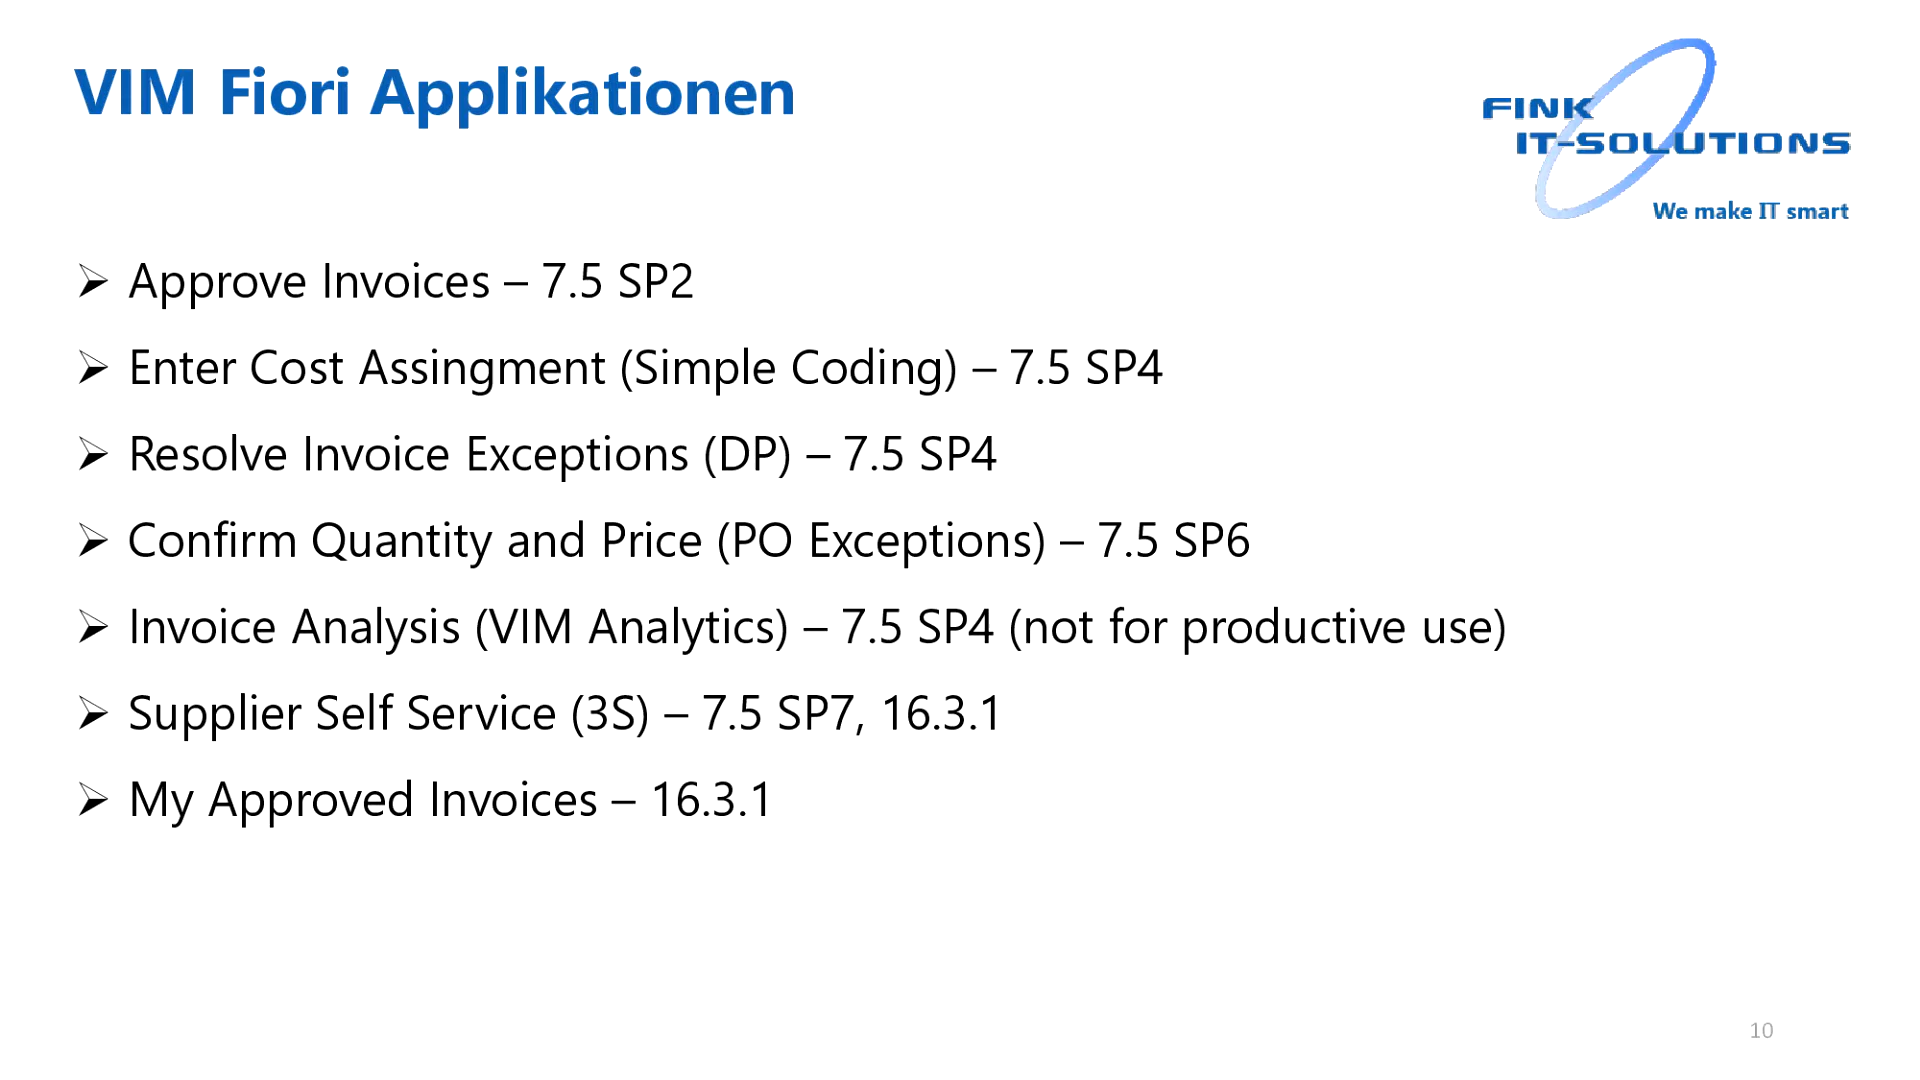 VIM Fiori Applikationen
FINK
IT-SOLUTIONS
We make IT smart
➢ Approve Invoices – 7.5 SP2
➢ Enter Cost Assingment (Simple Coding) – 7.5 SP4
➢ Resolve Invoice Exceptions (DP) – 7.5 SP4
➢ Confirm Quantity and Price (PO Exceptions) – 7.5 SP6
➢ Invoice Analysis (VIM Analytics) – 7.5 SP4 (not for productive use)
➢ Supplier Self Service (3S) – 7.5 SP7, 16.3.1
➢ My Approved Invoices – 16.3.1
10